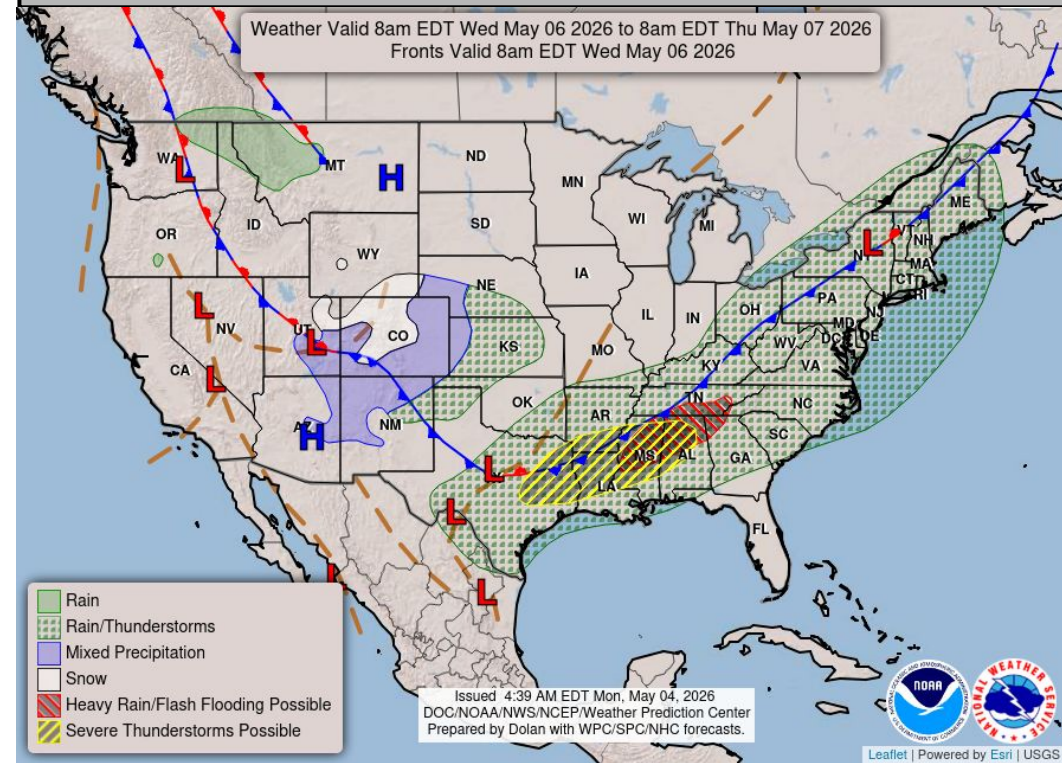 Weather Valid 8am EDT Wed May 06 2026 to 8am EDT Thu May 07 2026
Fronts Valid 8am EDT Wed May 06 2026
WA
L
MT
H
ND
MN
OR
ID
WY
SD
WI
MI
ME
VT
NH
L
MA
CT
RI
IA
NE
L
NV
UT
L
CO
IL
IN
OH
PA
NJ
MD
DE
DC
KS
MO
WV
VA
KY
CA
L
AZ
H
NM
OK
AR
TN
NC
SC
L
MS
AL
GA
LA
L
FL
L
L
Rain
Rain/Thunderstorms
Mixed Precipitation
Snow
Heavy Rain/Flash Flooding Possible
Severe Thunderstorms Possible
Issued 4:39 AM EDT Mon, May 04, 2026
DOC/NOAA/NWS/NCEP/Weather Prediction Center
Prepared by Dolan with WPC/SPC/NHC forecasts.
NOAA
NATIONAL WEATHER SERVICE
Leaflet | Powered by Esri | USGS